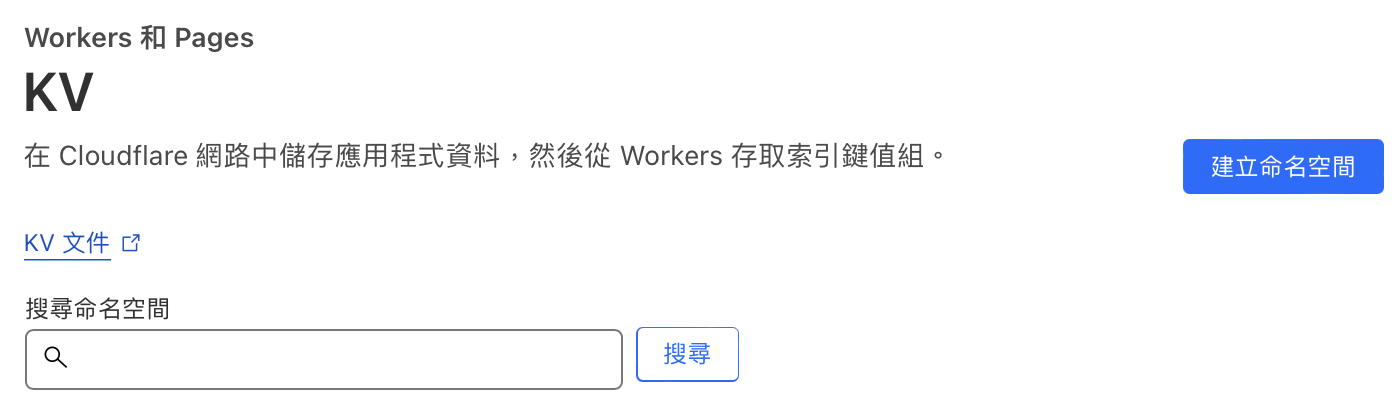 Workers 和 Pages
KV
在 Cloudflare 網路中儲存應用程式資料，然後從 Workers 存取索引鍵值組。
建立命名空間
KV 文件
搜尋命名空間
搜尋